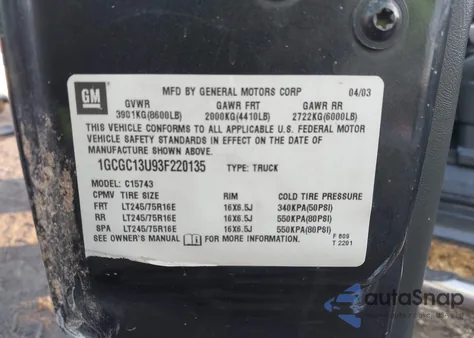 GM
MFD BY GENERAL MOTORS CORP 04/03
GVWR GAWR FRT GAWR RR
3901KG(8600LB) 2000KG(4410LB) 2722KG(6000LB)
THIS VEHICLE CONFORMS TO ALL APPLICABLE U.S. FEDERAL MOTOR
VEHICLE SAFETY STANDARDS IN EFFECT ON THE DATE OF
MANUFACTURE SHOWN ABOVE.
1GCGC13U93F220135 TYPE: TRUCK
MODEL: C15743
CPMV TIRE SIZE RIM COLD TIRE PRESSURE
FRT LT245/75R16E 16X6.5J 340KPA(50PSI)
RR LT245/75R16E 16X6.5J 550KPA(80PSI)
SPA LT245/75R16E 16X6.5J 550KPA(80PSI)
SEE OWNER'S MANUAL FOR MORE INFORMATION.
F 609
T 2201
autaSnap